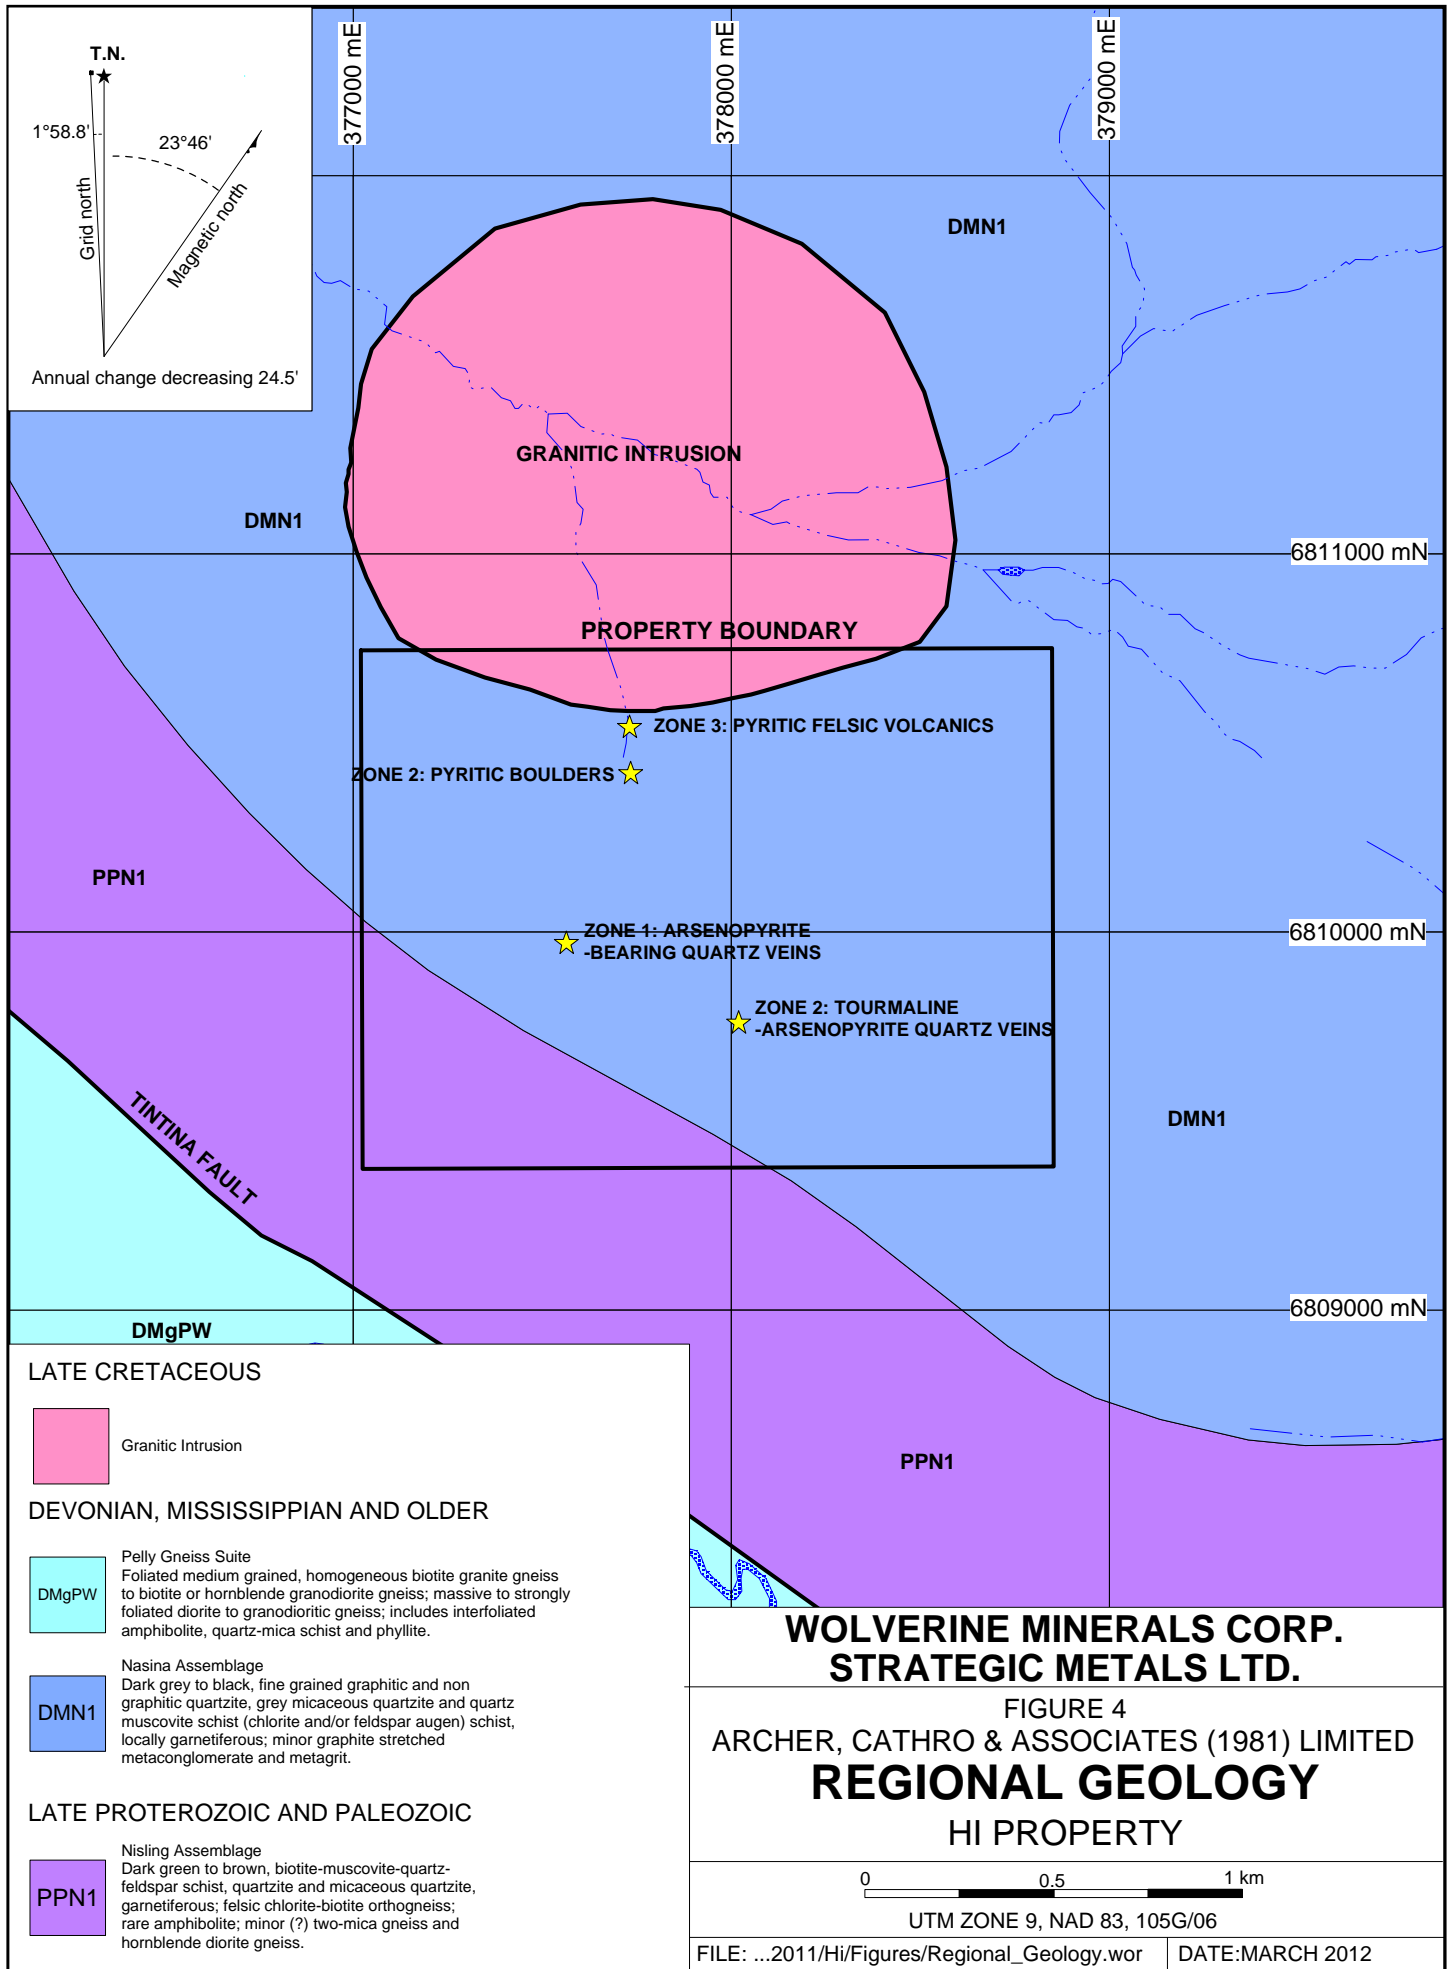 T.N.
1°58.8'
23°46'
Grid north
Magnetic north
Annual change decreasing 24.5'
377000 mE
378000 mE
379000 mE
DMN1
GRANITIC INTRUSION
DMN1
6811000 mN
PROPERTY BOUNDARY
ZONE 3: PYRITIC FELSIC VOLCANICS
ZONE 2: PYRITIC BOULDERS
PPN1
ZONE 1: ARSENOPYRITE
-BEARING QUARTZ VEINS
6810000 mN
ZONE 2: TOURMALINE
-ARSENOPYRITE QUARTZ VEINS
TINTINA FAULT
DMN1
6809000 mN
DMgPW
PPN1
LATE CRETACEOUS
Granitic Intrusion
DEVONIAN, MISSISSIPPIAN AND OLDER
DMgPW
Pelly Gneiss Suite
Foliated medium grained, homogeneous biotite granite gneiss
to biotite or hornblende granodiorite gneiss; massive to strongly
foliated diorite to granodioritic gneiss; includes interfoliated
amphibolite, quartz-mica schist and phyllite.
DMN1
Nasina Assemblage
Dark grey to black, fine grained graphitic and non
graphitic quartzite, grey micaceous quartzite and quartz
muscovite schist (chlorite and/or feldspar augen) schist,
locally garnetiferous; minor graphite stretched
metaconglomerate and metagrit.
LATE PROTEROZOIC AND PALEOZOIC
PPN1
Nisling Assemblage
Dark green to brown, biotite-muscovite-quartz-
feldspar schist, quartzite and micaceous quartzite,
garnetiferous; felsic chlorite-biotite orthogneiss;
rare amphibolite; minor (?) two-mica gneiss and
hornblende diorite gneiss.
WOLVERINE MINERALS CORP.
STRATEGIC METALS LTD.
FIGURE 4
ARCHER, CATHRO & ASSOCIATES (1981) LIMITED
REGIONAL GEOLOGY
HI PROPERTY
0 0.5 1 km
UTM ZONE 9, NAD 83, 105G/06
FILE: ...2011/Hi/Figures/Regional_Geology.wor
DATE:MARCH 2012